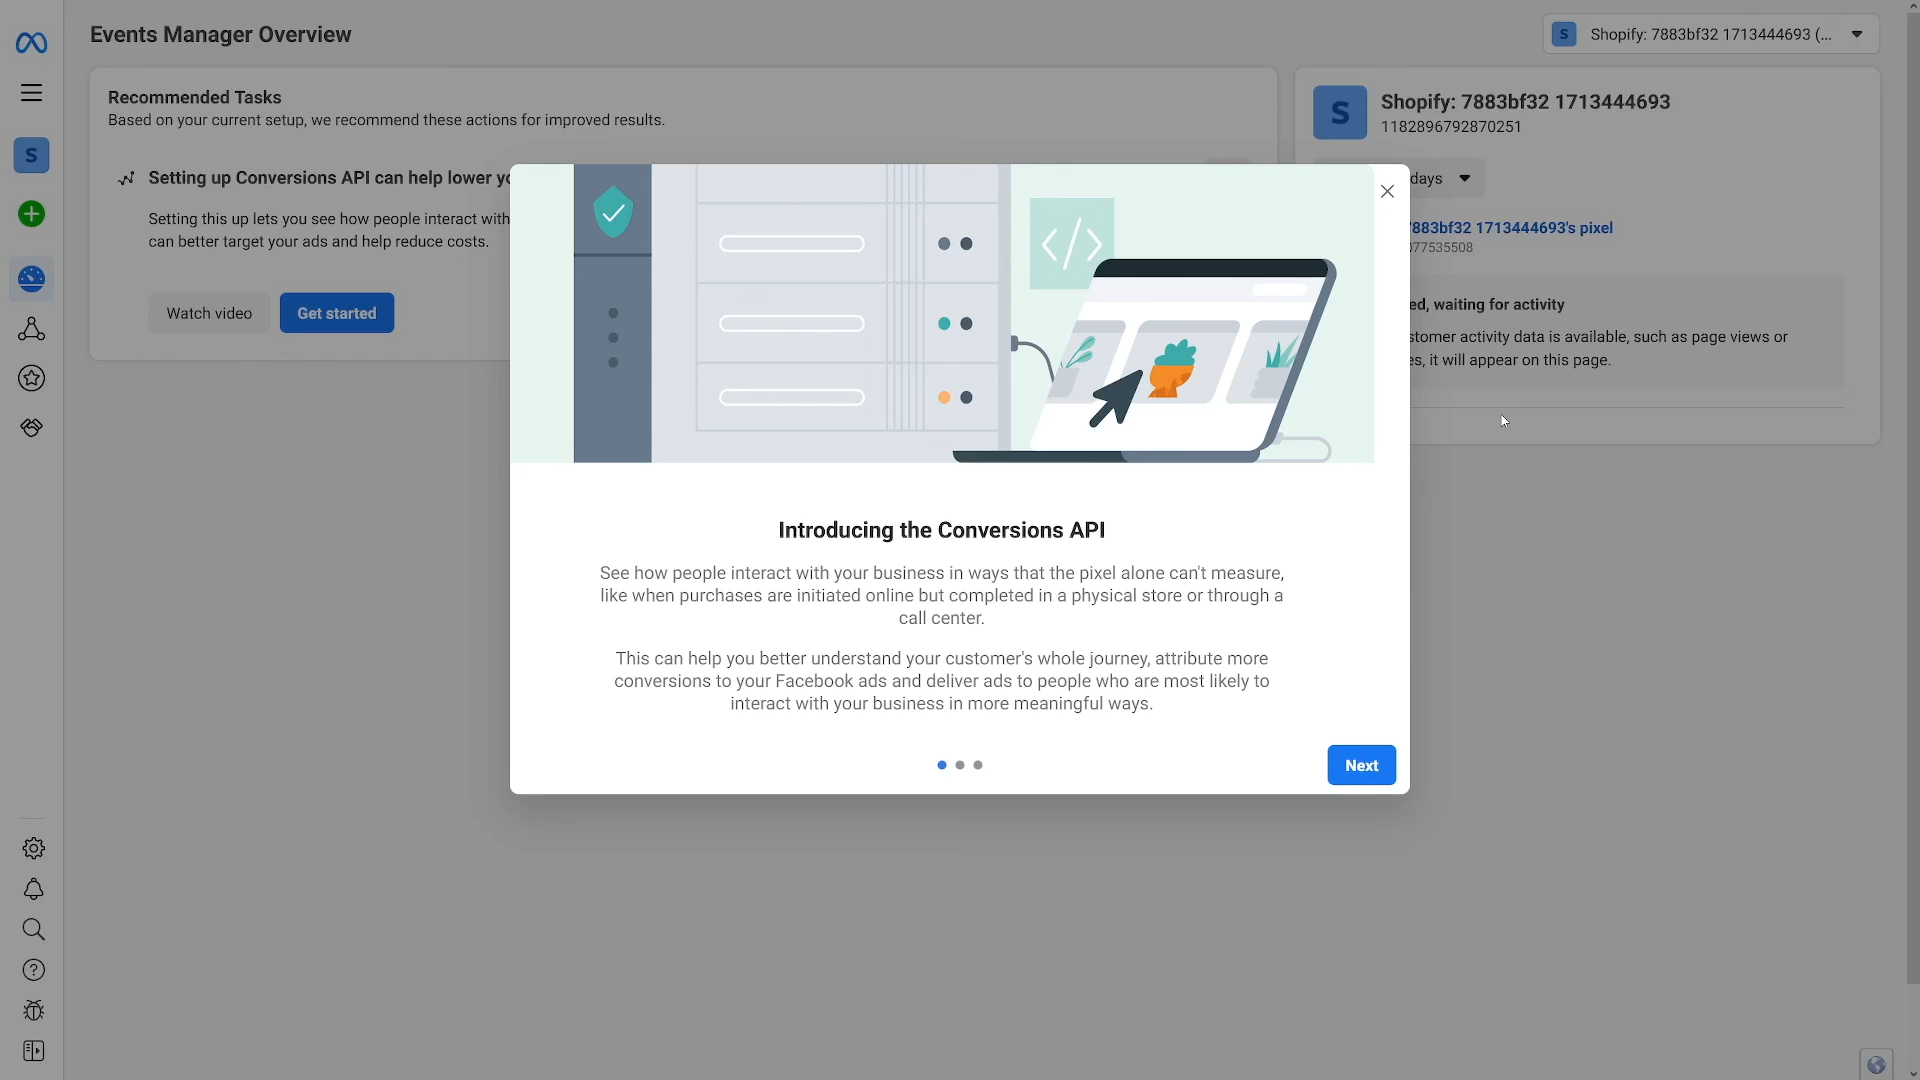 Events Manager Overview
S
Shopify: 7883bf32 1713444693 (...
Recommended Tasks
Based on your current setup, we recommend these actions for improved results.
S
Shopify: 7883bf32 1713444693
1182896792870251
S
Setting up Conversions API can help lower
days
Setting this up lets you see how people interact with
can better target your ads and help reduce costs.
883bf32 1713444693's pixel
077535508
Watch video
Get started
ed, waiting for activity
stomer activity data is available, such as page views or
es, it will appear on this page.
</>
Introducing the Conversions API
See how people interact with your business in ways that the pixel alone can't measure,
like when purchases are initiated online but completed in a physical store or through a
call center.
This can help you better understand your customer's whole journey, attribute more
conversions to your Facebook ads and deliver ads to people who are most likely to
interact with your business in more meaningful ways.
Next